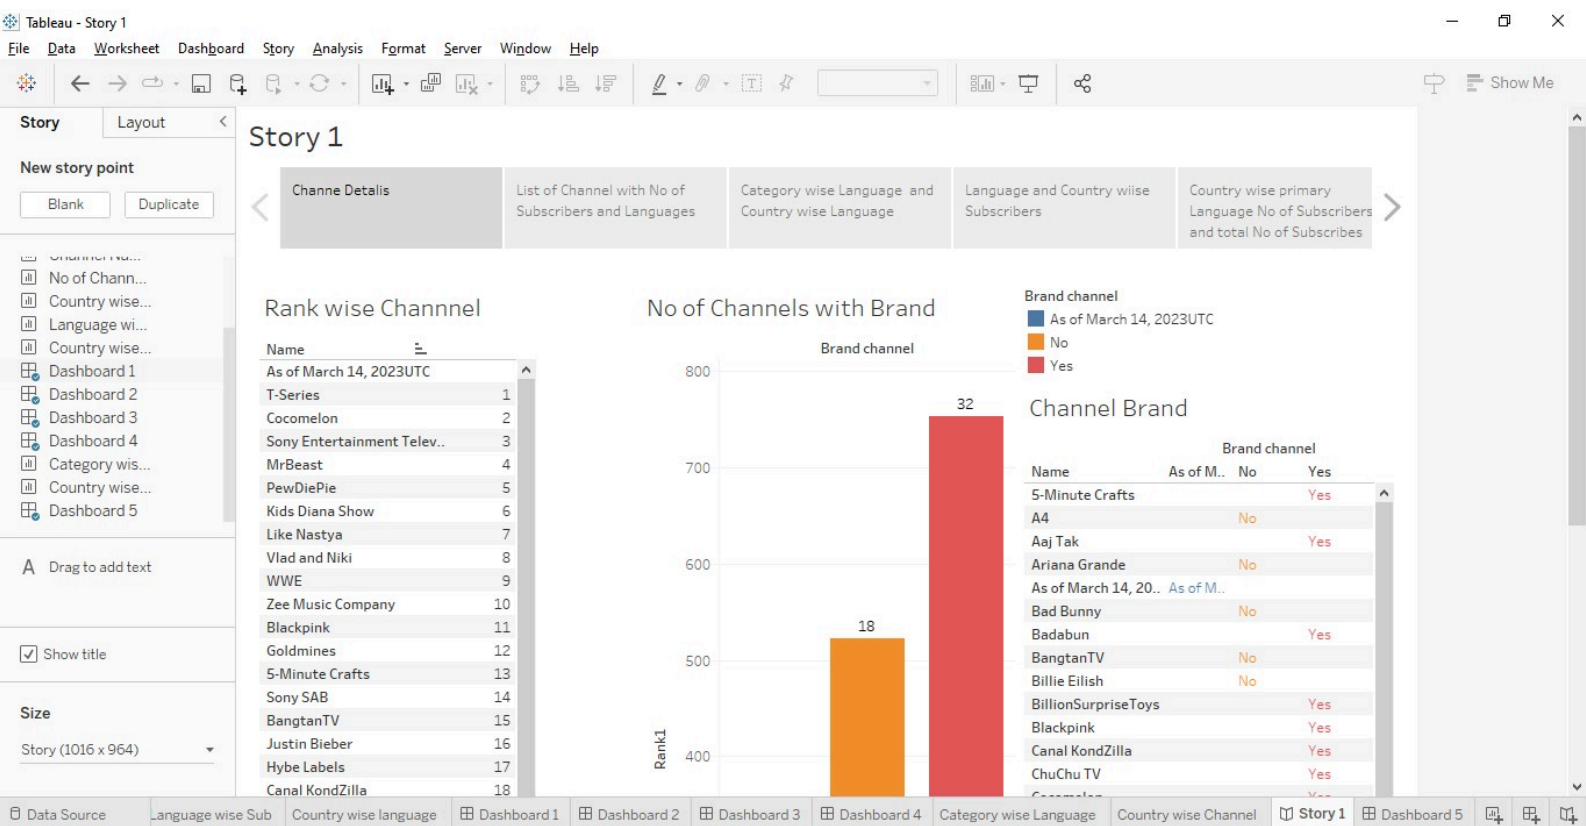 Tableau - Story 1
File Data Worksheet Dashboard Story Analysis Format Server Window Help
Show Me
Story Layout
New story point
Blank Duplicate
No of Chann...
Country wise...
Language wi...
Country wise...
Dashboard 1
Dashboard 2
Dashboard 3
Dashboard 4
Category wis...
Country wise...
Dashboard 5
A Drag to add text
Show title
Size
Story (1016 x 964)
Story 1
Channe Detalis
List of Channel with No of
Subscribers and Languages
Category wise Language and
Country wise Language
Language and Country wiise
Subscribers
Country wise primary
Language No of Subscribers
and total No of Subscribes
Rank wise Channnel
Name
As of March 14, 2023UTC
T-Series 1
Cocomelon 2
Sony Entertainment Telev.. 3
MrBeast 4
PewDiePie 5
Kids Diana Show 6
Like Nastya 7
Vlad and Niki 8
WWE 9
Zee Music Company 10
Blackpink 11
Goldmines 12
5-Minute Crafts 13
Sony SAB 14
BangtanTV 15
Justin Bieber 16
Hybe Labels 17
Canal KondZilla 18
No of Channels with Brand
Brand channel
800
700
600
500
400
Rank1
18
32
Brand channel
As of March 14, 2023UTC
No
Yes
Channel Brand
Brand channel
Name As of M.. No Yes
5-Minute Crafts Yes
A4 No
Aaj Tak Yes
Ariana Grande No
As of March 14, 20.. As of M..
Bad Bunny No
Badabun Yes
BangtanTV No
Billie Eilish No
BillionSurpriseToys Yes
Blackpink Yes
Canal KondZilla Yes
ChuChu TV Yes
Data Source Language wise Sub Country wise language Dashboard 1 Dashboard 2 Dashboard 3 Dashboard 4 Category wise Language Country wise Channel Story 1 Dashboard 5